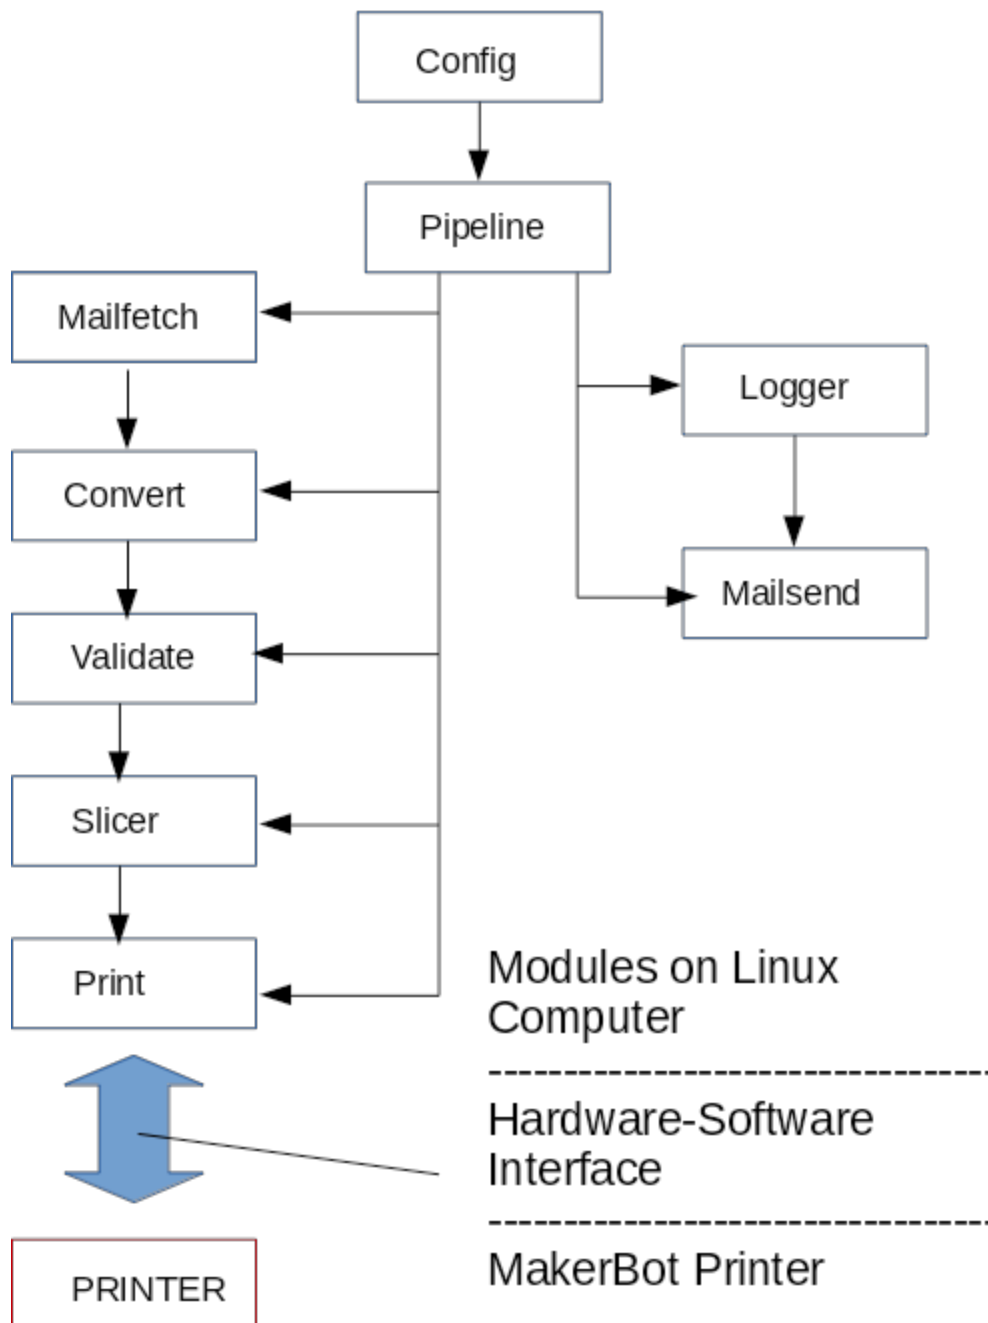 Config
Pipeline
Mailfetch
Logger
Convert
Mailsend
Validate
Slicer
Print
Modules on Linux
Computer
Hardware-Software
Interface
MakerBot Printer
PRINTER